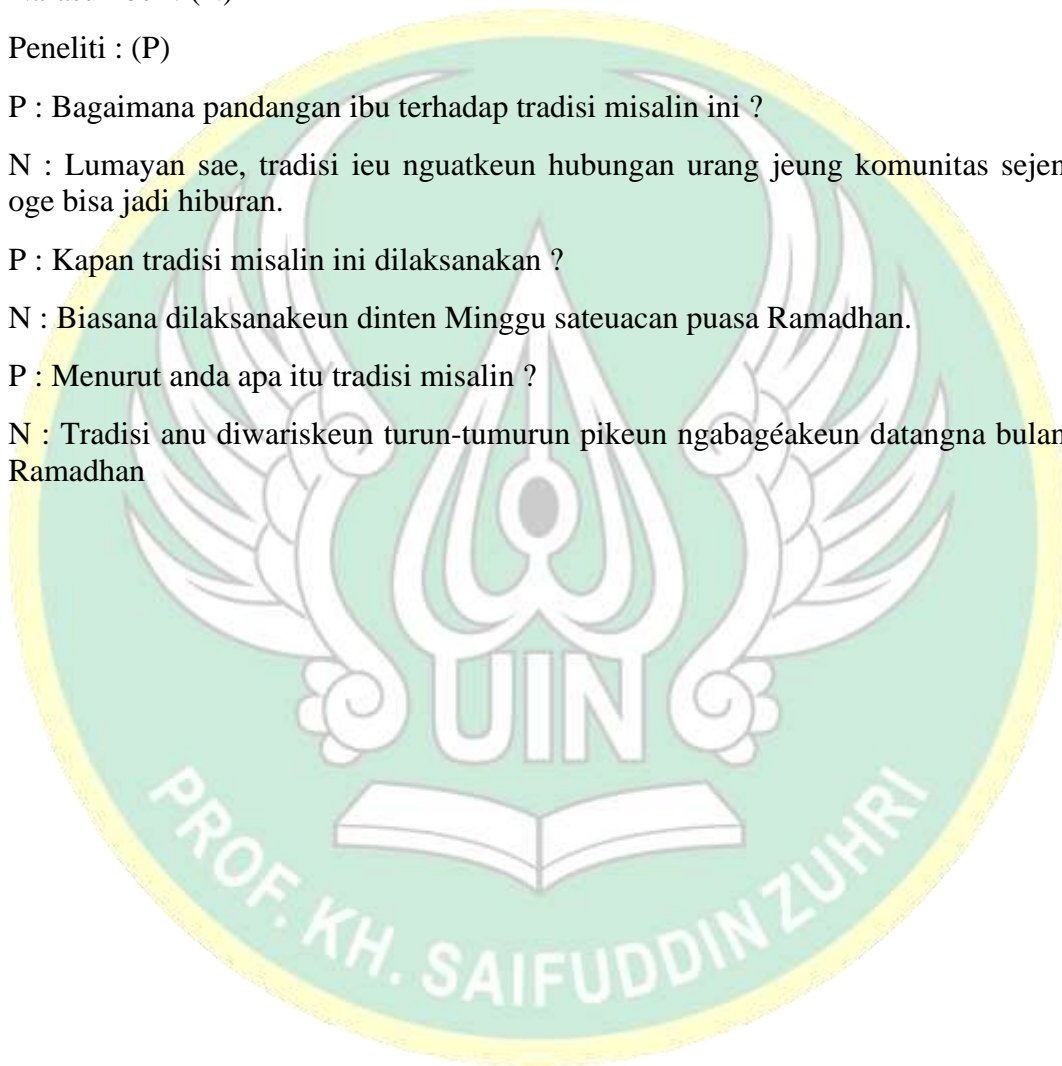 Peneliti : (P)
P : Bagaimana pandangan ibu terhadap tradisi misalin ini ?
N : Lumayan sae, tradisi ieu nguatkeun hubungan urang jeung komunitas sejen
oge bisa jadi hiburan.
P : Kapan tradisi misalin ini dilaksanakan ?
N : Biasana dilaksanakeun dinten Minggu sateuacan puasa Ramadhan.
P : Menurut anda apa itu tradisi misalin ?
N : Tradisi anu diwariskeun turun-tumurun pikeun ngabagéakeun datangna bulan
Ramadhan
UIN
PROF. KH. SAIFUDDIN ZUHRI